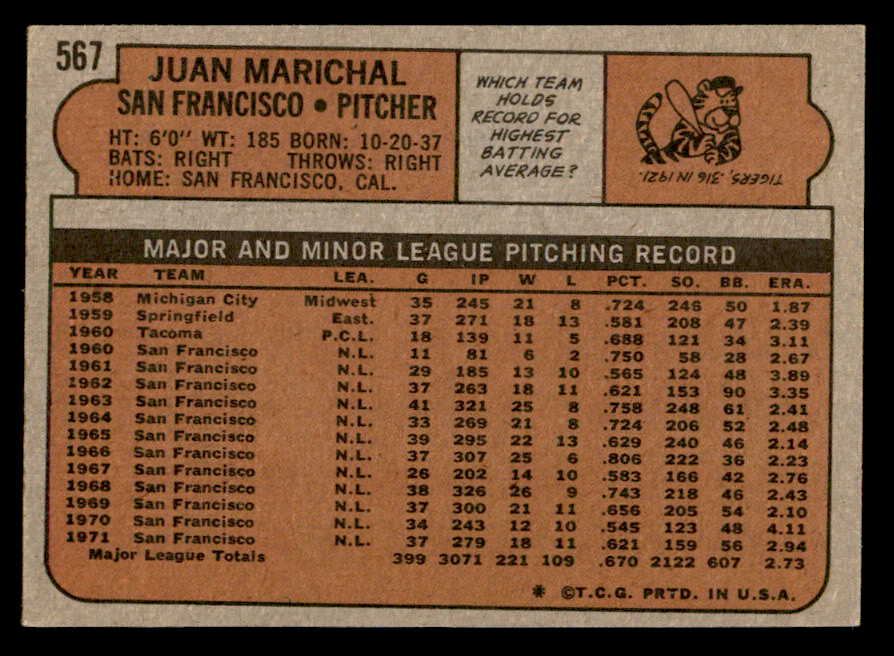 567
JUAN MARICHAL
SAN FRANCISCO • PITCHER
HT: 6'0" WT: 185 BORN: 10-20-37
BATS: RIGHT THROWS: RIGHT
HOME: SAN FRANCISCO, CAL.
WHICH TEAM
HOLDS
RECORD FOR
HIGHEST
BATTING
AVERAGE?
TIGERS, .316 IN 1921.
MAJOR AND MINOR LEAGUE PITCHING RECORD
YEAR TEAM LEA. G IP W L PCT. SO. BB. ERA.
1958 Michigan City Midwest 35 245 21 8 .724 246 50 1.87
1959 Springfield East. 37 271 18 13 .581 208 47 2.39
1960 Tacoma P.C.L. 18 139 11 5 .688 121 34 3.11
1960 San Francisco N.L. 11 81 6 2 .750 58 28 2.67
1961 San Francisco N.L. 29 185 13 10 .565 124 48 3.89
1962 San Francisco N.L. 37 263 18 11 .621 153 90 3.35
1963 San Francisco N.L. 41 321 25 8 .758 248 61 2.41
1964 San Francisco N.L. 33 269 21 8 .724 206 52 2.48
1965 San Francisco N.L. 39 295 22 13 .629 240 46 2.14
1966 San Francisco N.L. 37 307 25 6 .806 222 36 2.23
1967 San Francisco N.L. 26 202 14 10 .583 166 42 2.76
1968 San Francisco N.L. 38 326 26 9 .743 218 46 2.43
1969 San Francisco N.L. 37 300 21 11 .656 205 54 2.10
1970 San Francisco N.L. 34 243 12 10 .545 123 48 4.11
1971 San Francisco N.L. 37 279 18 11 .621 159 56 2.94
Major League Totals 399 3071 221 109 .670 2122 607 2.73
* ©T.C.G. PRTD. IN U.S.A.